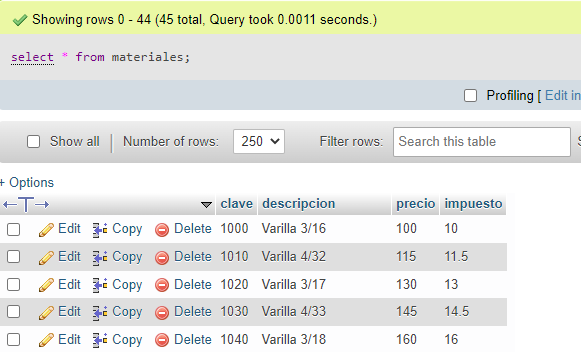 Showing rows 0 - 44 (45 total, Query took 0.0011 seconds.)
select * from materiales;
Profiling [ Edit in
Show all Number of rows: 250 Filter rows: Search this table
+ Options
clave descripcion precio impuesto
Edit Copy Delete 1000 Varilla 3/16 100 10
Edit Copy Delete 1010 Varilla 4/32 115 11.5
Edit Copy Delete 1020 Varilla 3/17 130 13
Edit Copy Delete 1030 Varilla 4/33 145 14.5
Edit Copy Delete 1040 Varilla 3/18 160 16